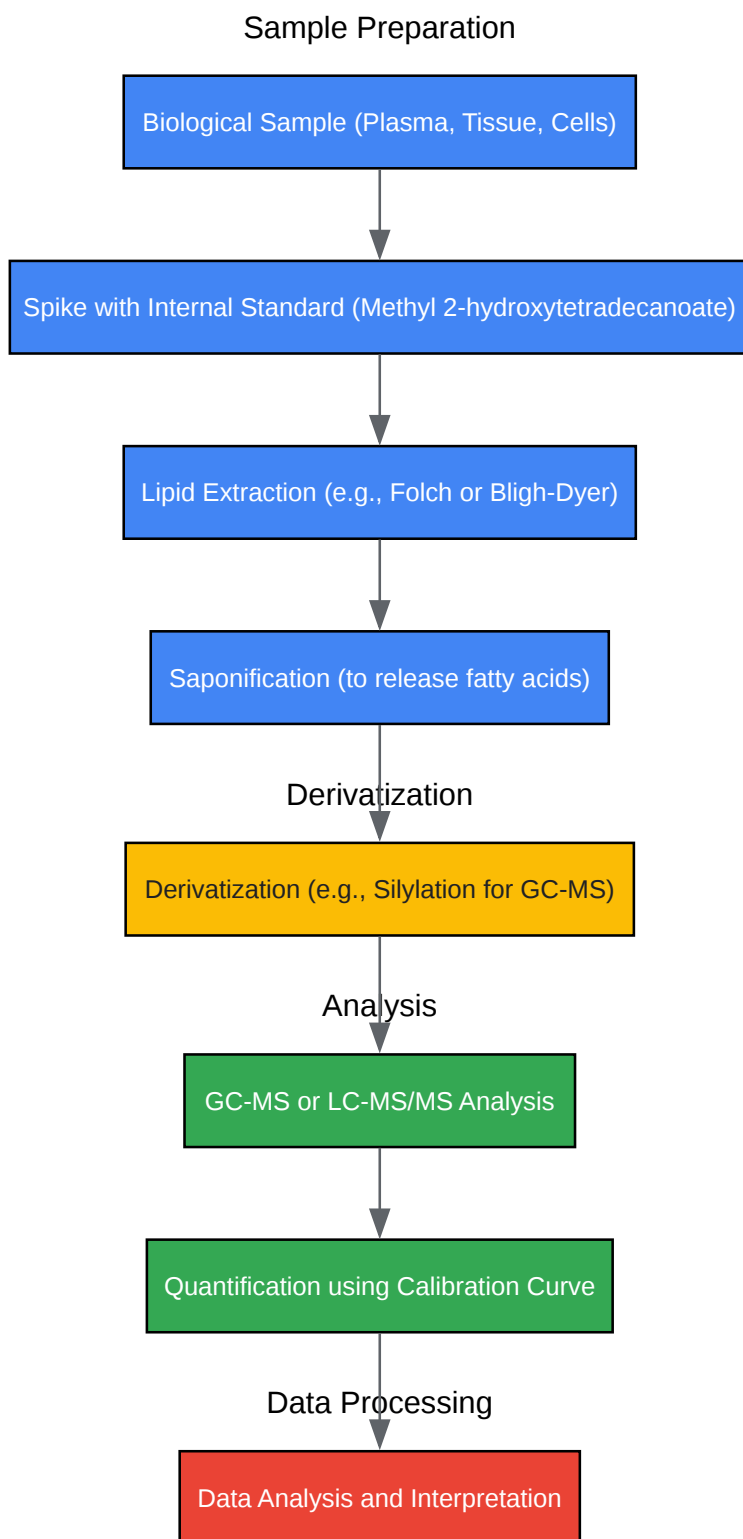 Sample Preparation
Biological Sample (Plasma, Tissue, Cells)
Spike with Internal Standard (Methyl 2-hydroxytetradecanoate)
Lipid Extraction (e.g., Folch or Bligh-Dyer)
Saponification (to release fatty acids)
Derivatization
Derivatization (e.g., Silylation for GC-MS)
Analysis
GC-MS or LC-MS/MS Analysis
Quantification using Calibration Curve
Data Processing
Data Analysis and Interpretation